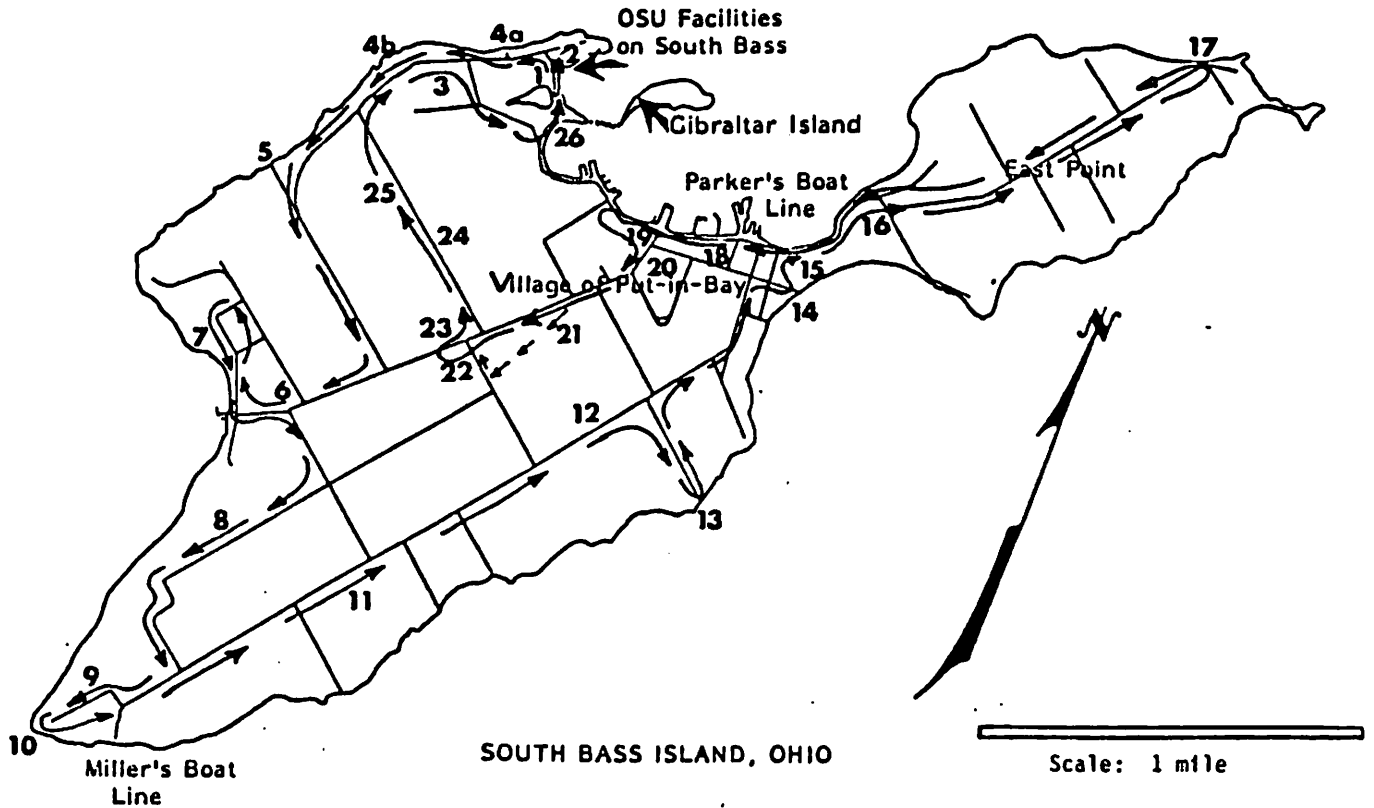 OSU Facilities
on South Bass
4a
4b
2
1
3
17
Gibraltar Island
26
5
Parker's Boat
Line
East Point
25
16
24
19
18
15
20
Village of Put-in-Bay
14
N
7
23
21
22
6
12
8
13
11
9
10
SOUTH BASS ISLAND, OHIO
Scale: 1 mile
Miller's Boat
Line